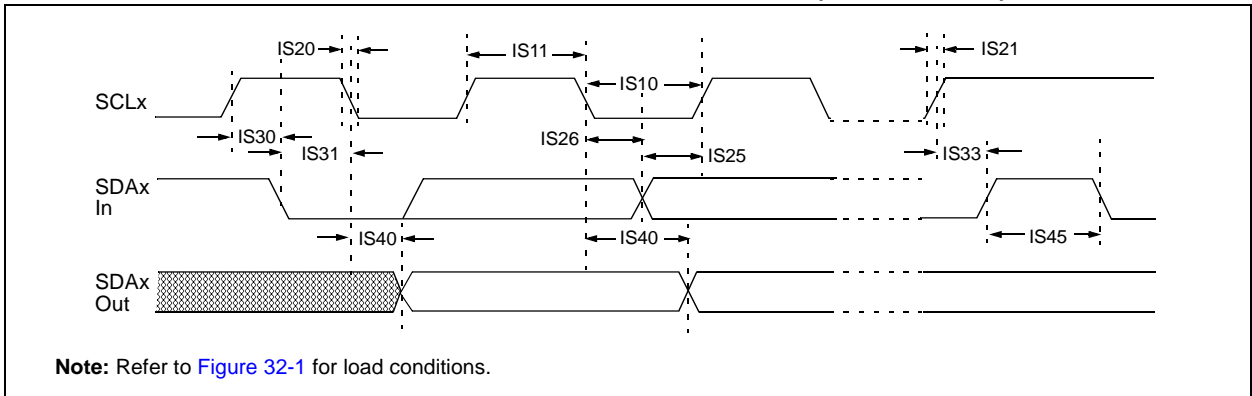 IS20
IS11
IS21
IS10
SCLx
IS30
IS26
IS31
IS25
IS33
SDAx
In
IS40
IS40
IS45
SDAx
Out
Note: Refer to Figure 32-1 for load conditions.